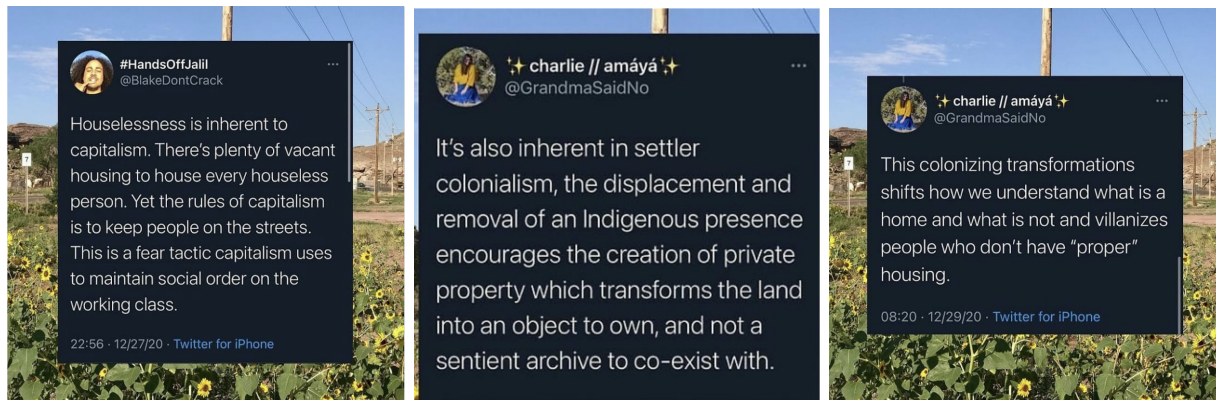 #HandsOffJalil
@BlakeDontCrack
Houselessness is inherent to
capitalism. There's plenty of vacant
housing to house every houseless
person. Yet the rules of capitalism
is to keep people on the streets.
This is a fear tactic capitalism uses
to maintain social order on the
working class.
22:56 · 12/27/20 · Twitter for iPhone
7
✨charlie // amáyá✨
@GrandmaSaidNo
It's also inherent in settler
colonialism, the displacement and
removal of an Indigenous presence
encourages the creation of private
property which transforms the land
into an object to own, and not a
sentient archive to co-exist with.
✨charlie // amáyá✨
@GrandmaSaidNo
This colonizing transformations
shifts how we understand what is a
home and what is not and villanizes
people who don't have "proper"
housing.
08:20 · 12/29/20 · Twitter for iPhone
7